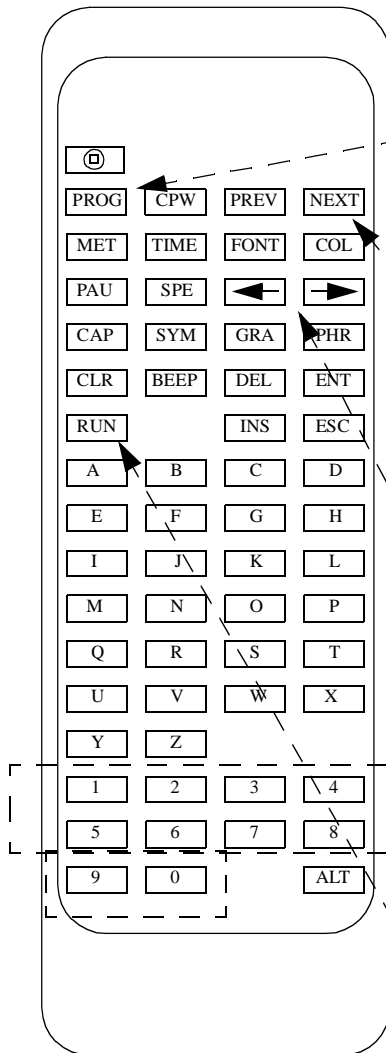 PROG CPW PREV NEXT
MET TIME FONT COL
PAU SPE
CAP SYM GRA PHR
CLR BEEP DEL ENT
RUN INS ESC
A B C D
E F G H
I J K L
M N O P
Q R S T
U V W X
Y Z
1 2 3 4
5 6 7 8
9 0 ALT